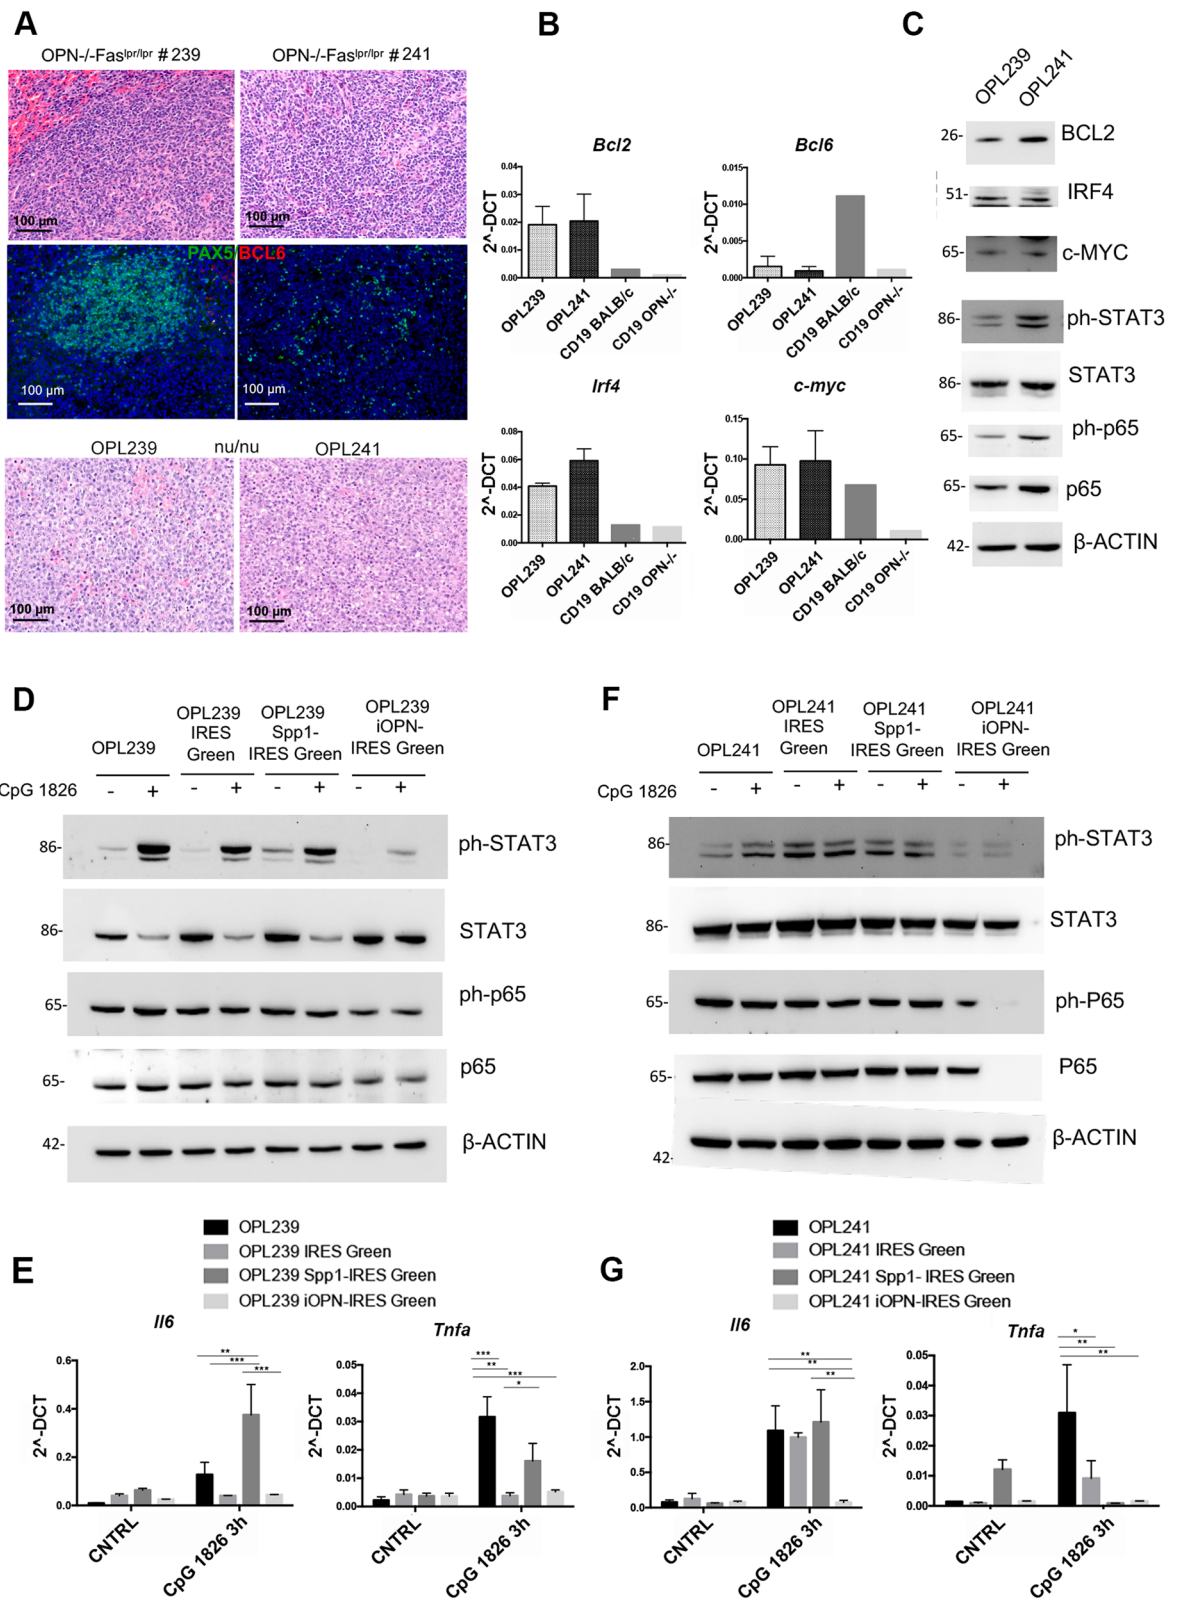 A
OPN-/-Faslpr/lpr #239
OPN-/-Faslpr/lpr #241
100 µm
100 µm
PAX5/BCL6
100 µm
100 µm
OPL239
nu/nu
OPL241
100 µm
100 µm
B
Bcl2
2^-DCT
0.04
0.03
0.02
0.01
0.00
OPL239
OPL241
CD19 BALB/c
CD19 OPN-/-
Bcl6
2^-DCT
0.015
0.010
0.005
0.000
OPL239
OPL241
CD19 BALB/c
CD19 OPN-/-
Irf4
2^-DCT
0.08
0.06
0.04
0.02
0.00
OPL239
OPL241
CD19 BALB/c
CD19 OPN-/-
c-myc
2^-DCT
0.15
0.10
0.05
0.00
OPL239
OPL241
CD19 BALB/c
CD19 OPN-/-
C
OPL239
OPL241
26- BCL2
51- IRF4
65- c-MYC
86- ph-STAT3
86- STAT3
65- ph-p65
65- p65
42- β-ACTIN
D
OPL239
OPL239
IRES
Green
OPL239
Spp1-
IRES Green
OPL239
iOPN-
IRES Green
CpG 1826 - + - + - + - +
86- ph-STAT3
86- STAT3
65- ph-p65
65- p65
42- β-ACTIN
F
OPL241
OPL241
IRES
Green
OPL241
Spp1-
IRES Green
OPL241
iOPN-
IRES Green
CpG 1826 - + - + - + - +
86- ph-STAT3
86- STAT3
65- ph-P65
65- P65
42- β-ACTIN
E
OPL239
OPL239 IRES Green
OPL239 Spp1-IRES Green
OPL239 iOPN-IRES Green
Il6
2^-DCT
0.6
0.4
0.2
0.0
**
***
***
CNTRL
CpG 1826 3h
Tnfa
2^-DCT
0.05
0.04
0.03
0.02
0.01
0.00
***
**
***
*
CNTRL
CpG 1826 3h
G
OPL241
OPL241 IRES Green
OPL241 Spp1- IRES Green
OPL241 iOPN-IRES Green
Il6
2^-DCT
2.0
1.5
1.0
0.5
0.0
**
**
**
CNTRL
CpG 1826 3h
Tnfa
2^-DCT
0.05
0.04
0.03
0.02
0.01
0.00
*
**
**
CNTRL
CpG 1826 3h